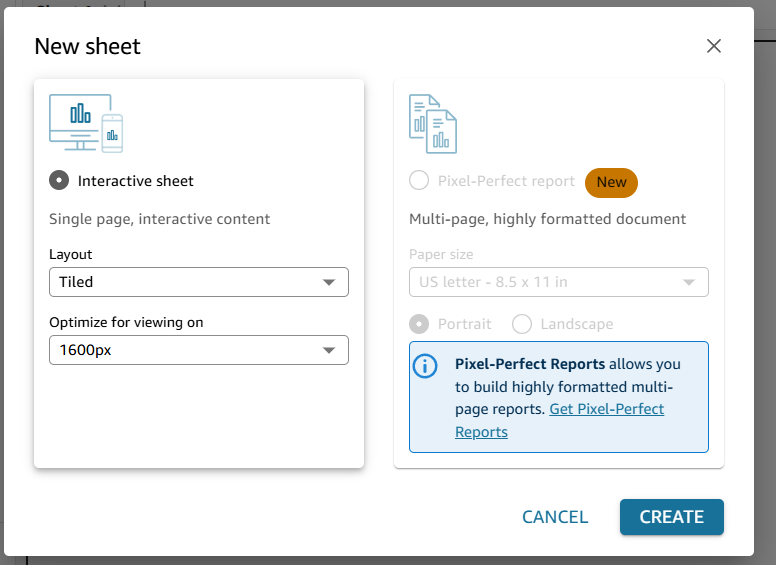 New sheet
Interactive sheet
Single page, interactive content
Layout
Tiled
Optimize for viewing on
1600px
Pixel-Perfect report
New
Multi-page, highly formatted document
Paper size
US letter - 8.5 x 11 in
Portrait
Landscape
Pixel-Perfect Reports allows you
to build highly formatted multi-
page reports. Get Pixel-Perfect
Reports
CANCEL
CREATE